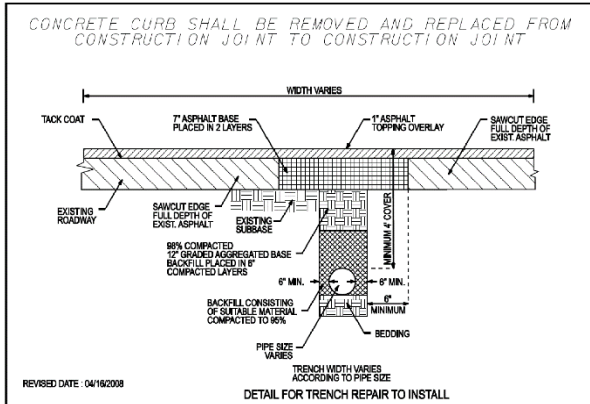 CONCRETE CURB SHALL BE REMOVED AND REPLACED FROM
CONSTRUCTION JOINT TO CONSTRUCTION JOINT
WIDTH VARIES
TACK COAT
7" ASPHALT BASE
PLACED IN 2 LAYERS
1" ASPHALT
TOPPING OVERLAY
SAWCUT EDGE
FULL DEPTH OF
EXIST. ASPHALT
EXISTING
ROADWAY
SAWCUT EDGE
FULL DEPTH OF
EXIST. ASPHALT
EXISTING
SUBBASE
MINIMUM 4' COVER
98% COMPACTED
12" GRADED AGGREGATED BASE
BACKFILL PLACED IN 6"
COMPACTED LAYERS
6" MIN.
6" MIN.
6"
MINIMUM
BACKFILL CONSISTING
OF SUITABLE MATERIAL
COMPACTED TO 95%
BEDDING
PIPE SIZE
VARIES
TRENCH WIDTH VARIES
ACCORDING TO PIPE SIZE
REVISED DATE : 04/16/2008
DETAIL FOR TRENCH REPAIR TO INSTALL